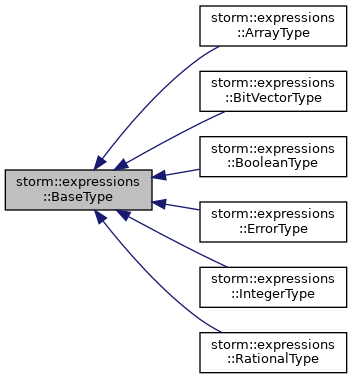 storm::expressions
::ArrayType
storm::expressions
::BitVectorType
storm::expressions
::BooleanType
storm::expressions
::BaseType
storm::expressions
::ErrorType
storm::expressions
::IntegerType
storm::expressions
::RationalType